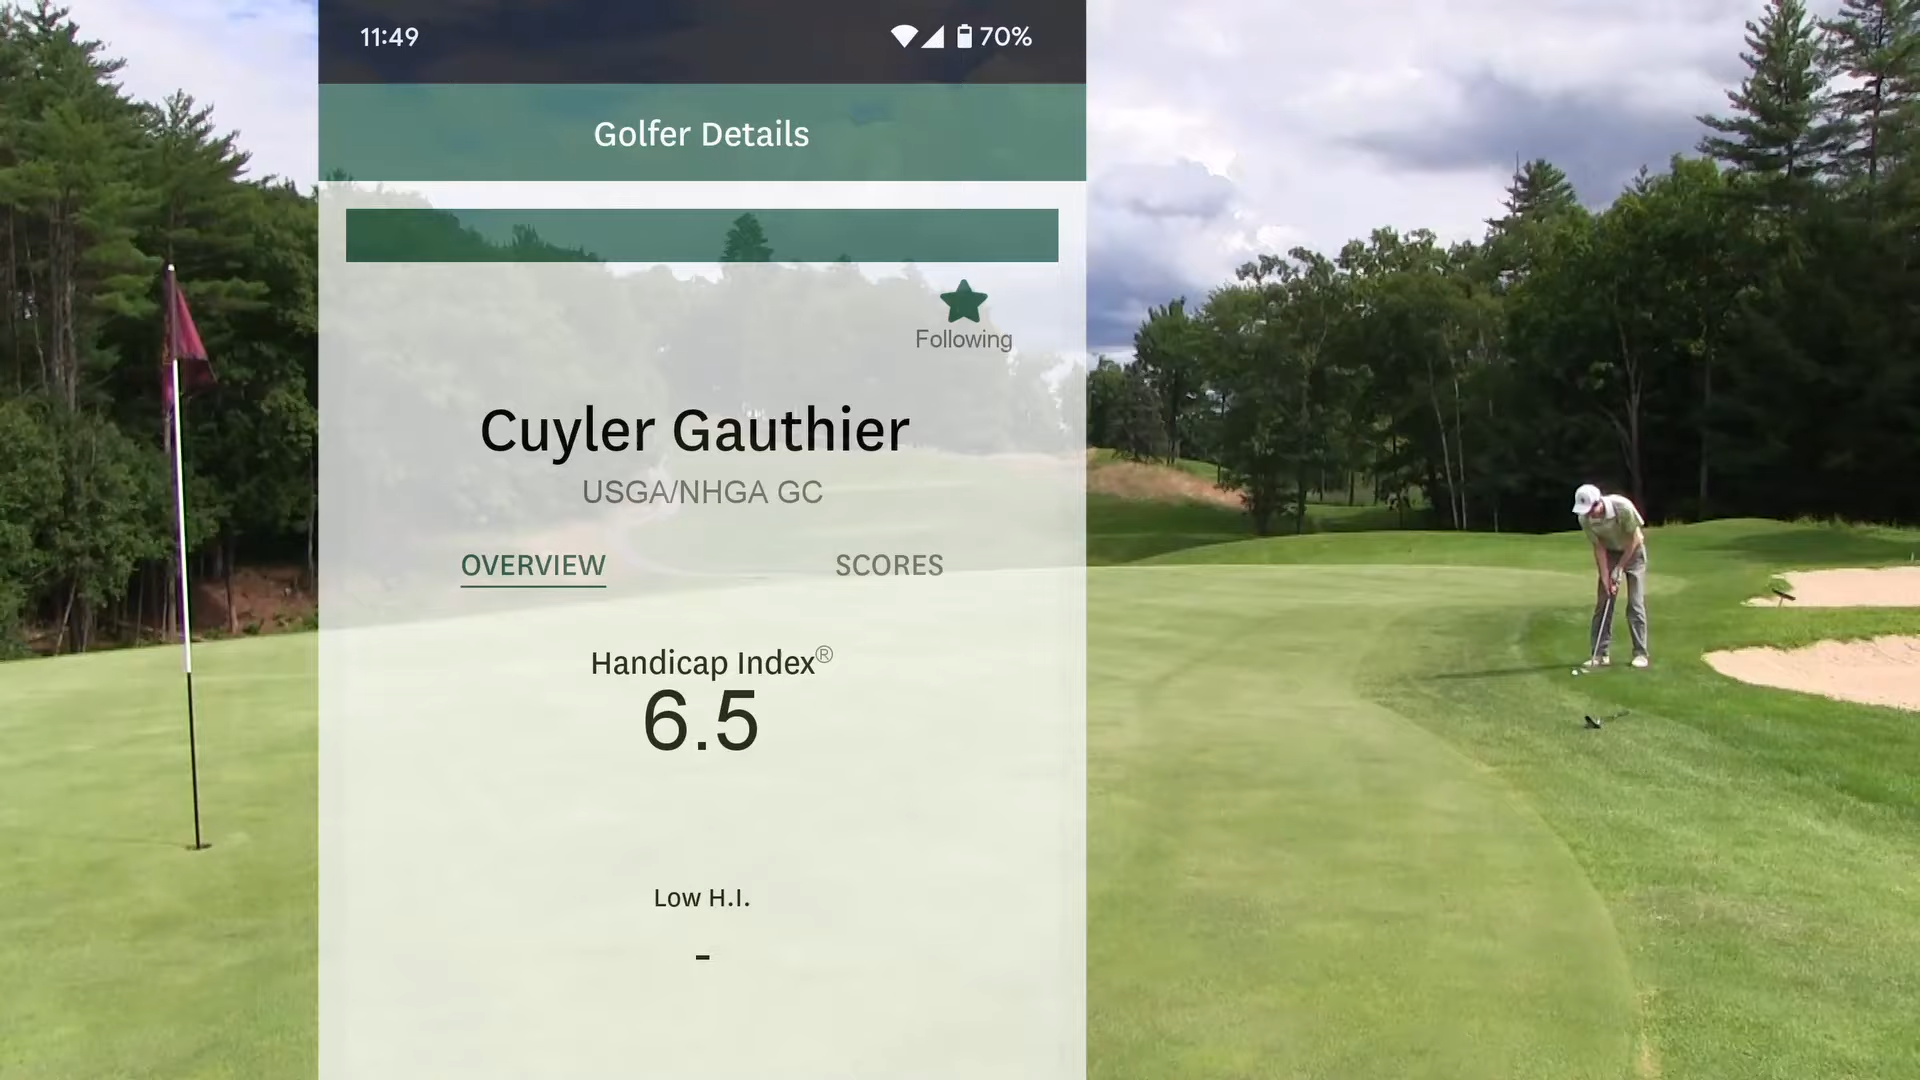 11:49
70%
Golfer Details
Following
Cuyler Gauthier
USGA/NHGA GC
OVERVIEW
SCORES
Handicap Index®
6.5
Low H.I.
-